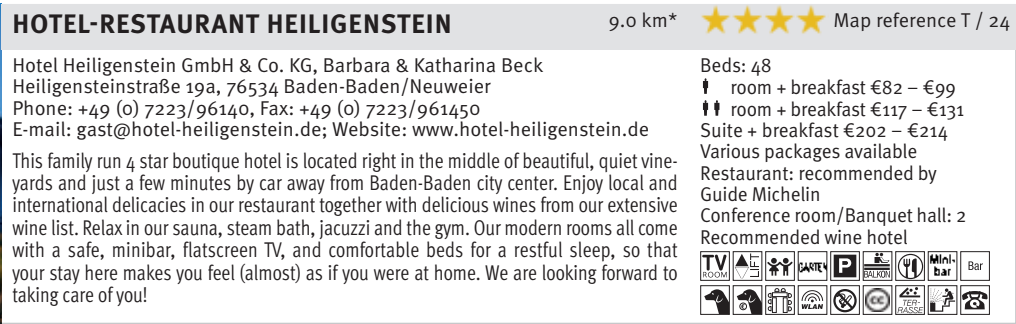 HOTEL-RESTAURANT HEILIGENSTEIN 9.0 km* Map reference T / 24
Hotel Heiligenstein GmbH & Co. KG, Barbara & Katharina Beck
Heiligensteinstraße 19a, 76534 Baden-Baden/Neuweier
Phone: +49 (0) 7223/96140, Fax: +49 (0) 7223/961450
E-mail: gast@hotel-heiligenstein.de; Website: www.hotel-heiligenstein.de
This family run 4 star boutique hotel is located right in the middle of beautiful, quiet vine-
yards and just a few minutes by car away from Baden-Baden city center. Enjoy local and
international delicacies in our restaurant together with delicious wines from our extensive
wine list. Relax in our sauna, steam bath, jacuzzi and the gym. Our modern rooms all come
with a safe, minibar, flatscreen TV, and comfortable beds for a restful sleep, so that
your stay here makes you feel (almost) as if you were at home. We are looking forward to
taking care of you!
Beds: 48
room + breakfast €82 – €99
room + breakfast €117 – €131
Suite + breakfast €202 – €214
Various packages available
Restaurant: recommended by
Guide Michelin
Conference room/Banquet hall: 2
Recommended wine hotel
TV ROOM LIFT GARTEN P BALKON Mini-bar Bar
© WLAN CC TER-RASSE